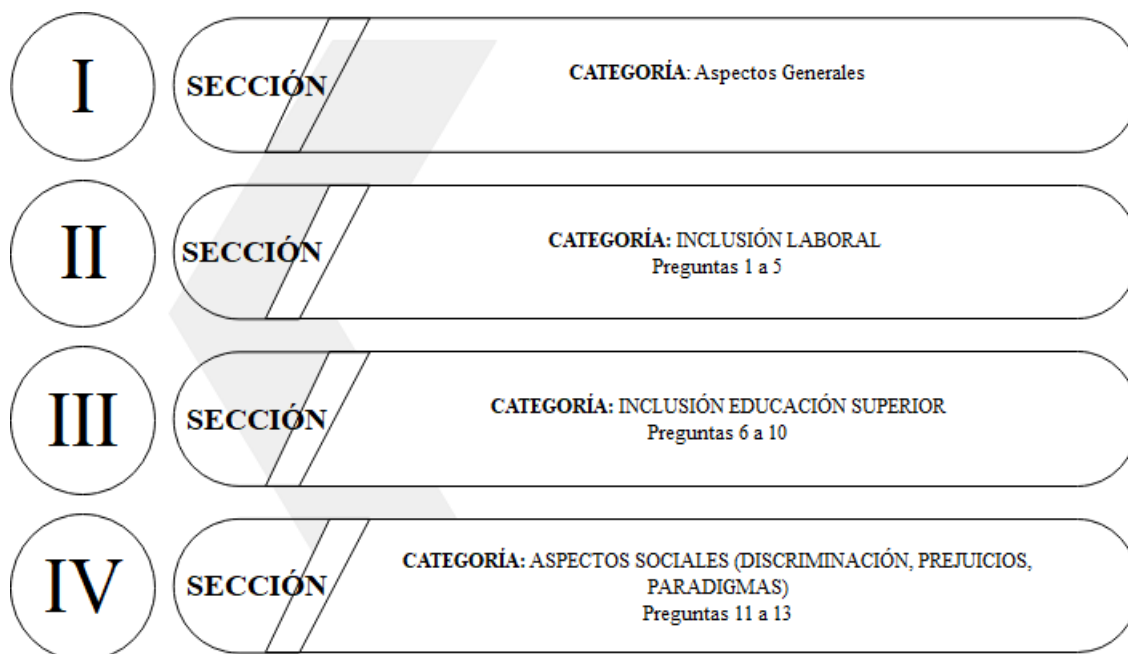 I
SECCIÓN
CATEGORÍA: Aspectos Generales
II
SECCIÓN
CATEGORÍA: INCLUSIÓN LABORAL
Preguntas 1 a 5
III
SECCIÓN
CATEGORÍA: INCLUSIÓN EDUCACIÓN SUPERIOR
Preguntas 6 a 10
IV
SECCIÓN
CATEGORÍA: ASPECTOS SOCIALES (DISCRIMINACIÓN, PREJUICIOS,
PARADIGMAS)
Preguntas 11 a 13